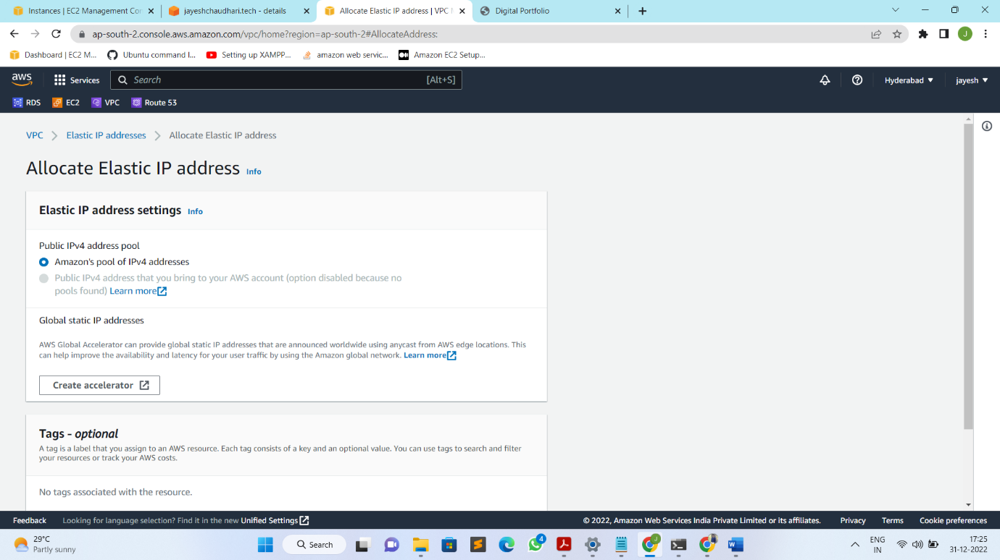 Instances | EC2 Management Con
jayeshchaudhari.tech - details
Allocate Elastic IP address | VPC M
Digital Portfolio
ap-south-2.console.aws.amazon.com/vpc/home?region=ap-south-2#AllocateAddress:
J
Dashboard | EC2 M...
Ubuntu command l...
Setting up XAMPP...
amazon web servic...
Amazon EC2 Setup...
aws
Services
Search
[Alt+S]
Hyderabad
jayesh
RDS
EC2
VPC
Route 53
VPC
Elastic IP addresses
Allocate Elastic IP address
Allocate Elastic IP address Info
Elastic IP address settings Info
Public IPv4 address pool
Amazon's pool of IPv4 addresses
Public IPv4 address that you bring to your AWS account (option disabled because no
pools found) Learn more
Global static IP addresses
AWS Global Accelerator can provide global static IP addresses that are announced worldwide using anycast from AWS edge locations. This
can help improve the availability and latency for your user traffic by using the Amazon global network. Learn more
Create accelerator
Tags - optional
A tag is a label that you assign to an AWS resource. Each tag consists of a key and an optional value. You can use tags to search and filter
your resources or track your AWS costs.
No tags associated with the resource.
Feedback
Looking for language selection? Find it in the new Unified Settings
© 2022, Amazon Web Services India Private Limited or its affiliates.
Privacy
Terms
Cookie preferences
29°C
Partly sunny
Search
4
J
ENG
IN
17:25
31-12-2022